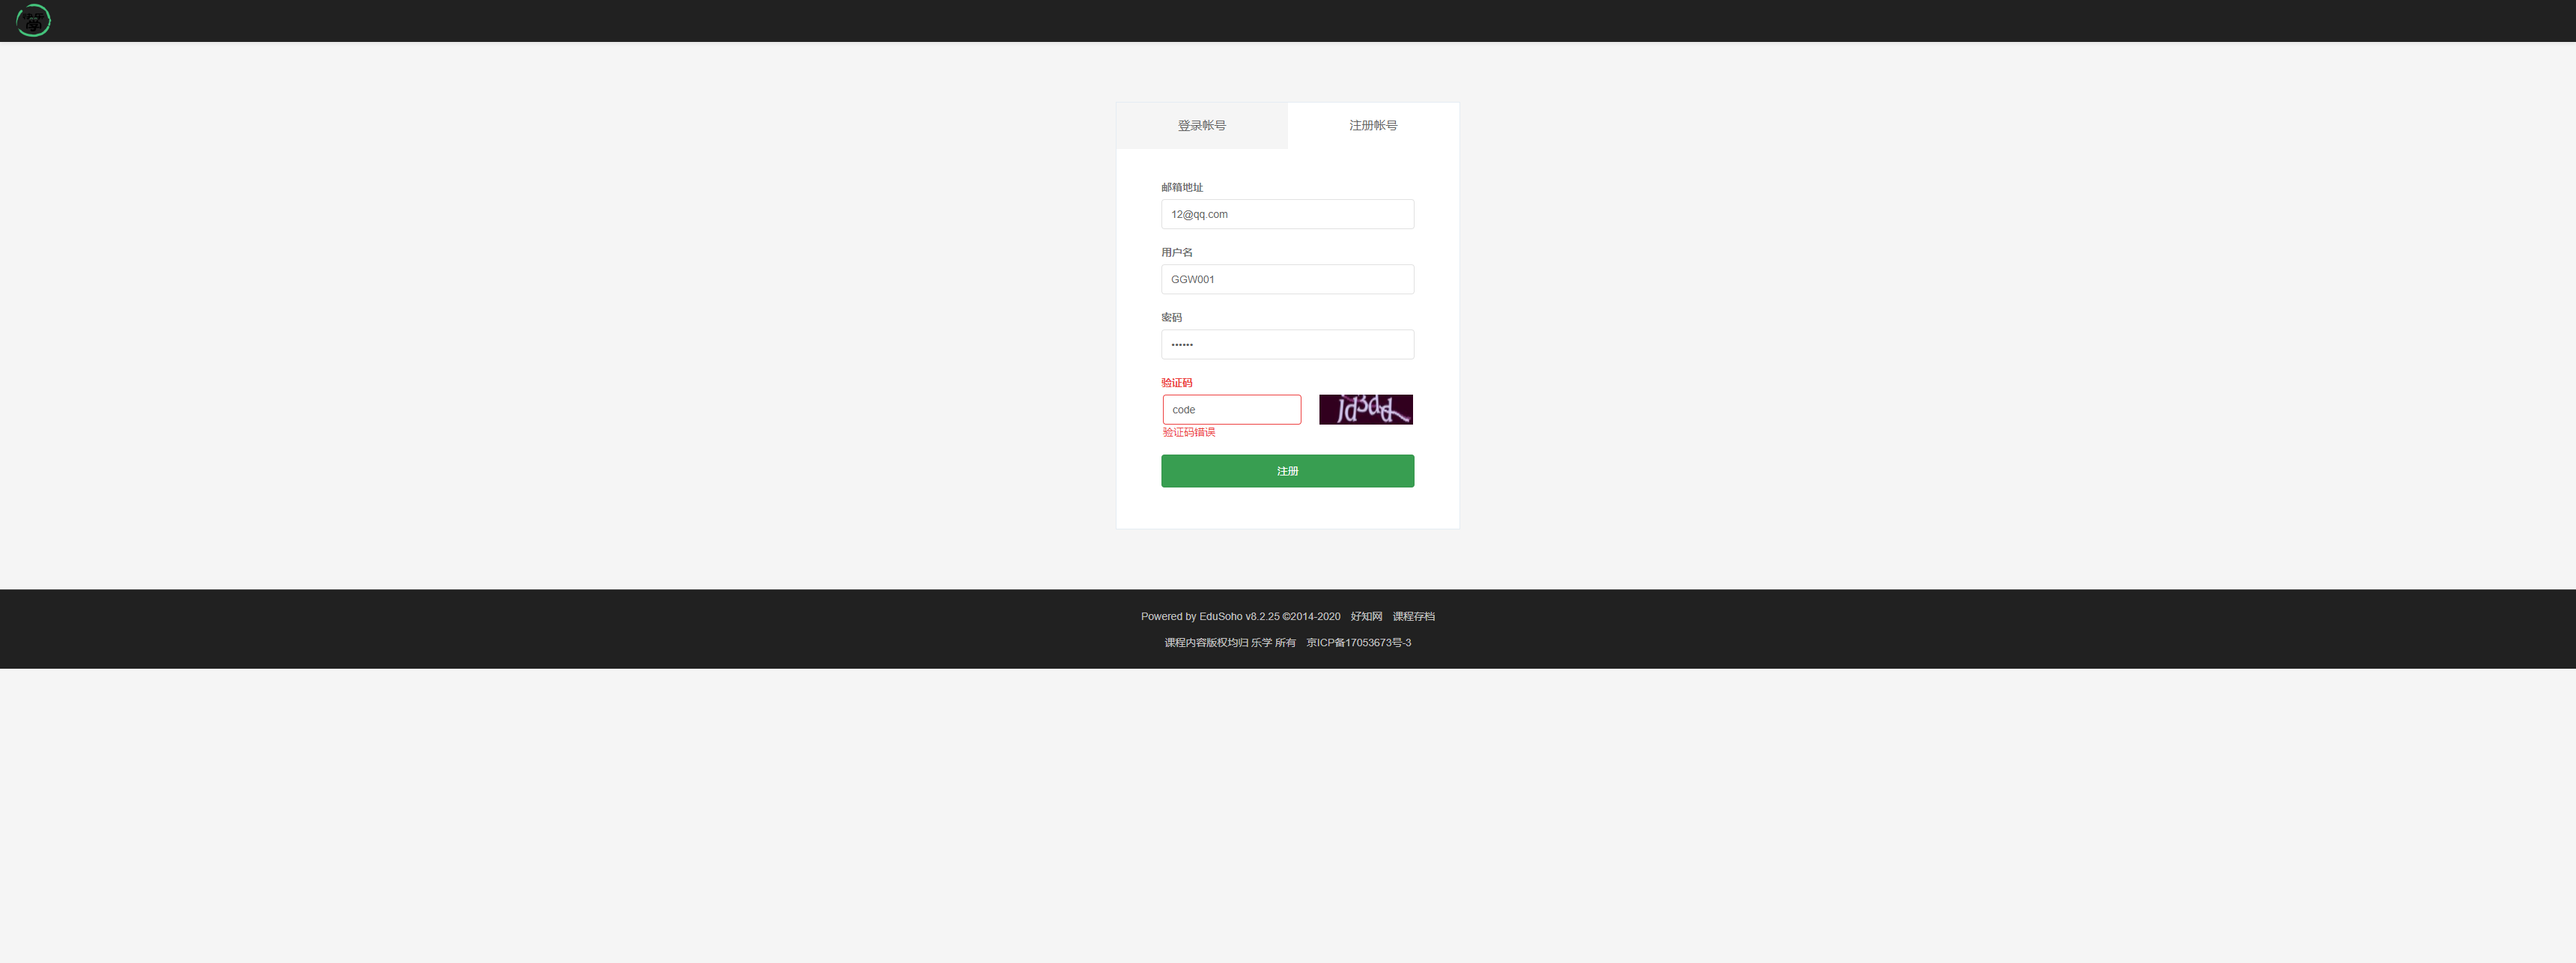 登录帐号 注册帐号
邮箱地址
12@qq.com
用户名
GGW001
密码
••••••
验证码
code
验证码错误
注册
Powered by EduSoho v8.2.25 ©2014-2020 好知网 课程存档
课程内容版权均归 乐学 所有 京ICP备17053673号-3